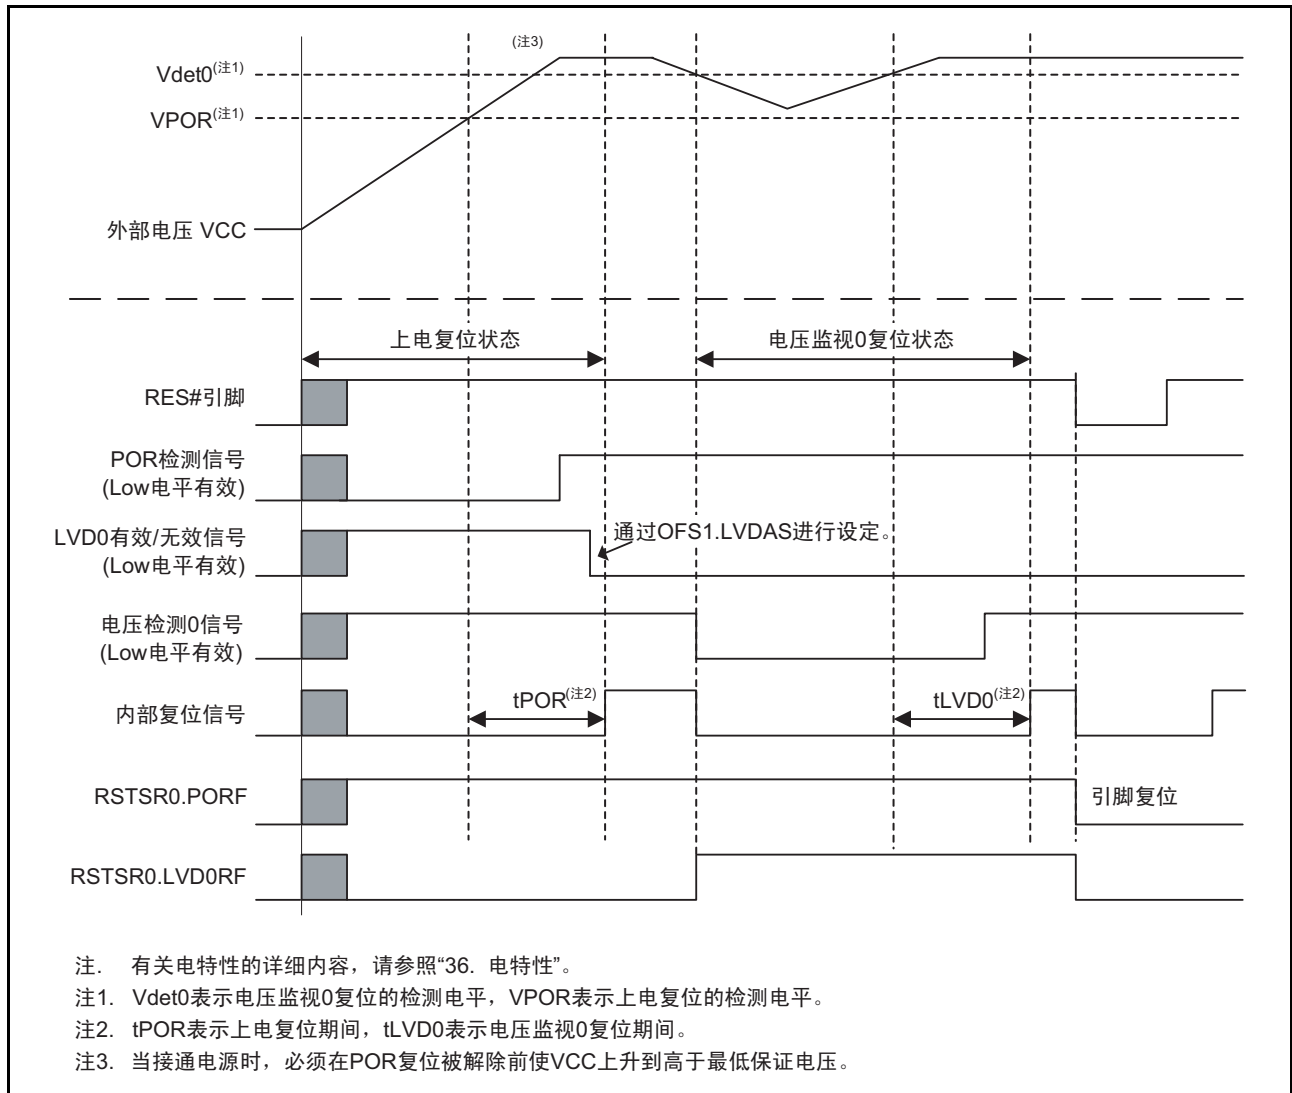 (注3)
Vdet0(注1)
VPOR(注1)
外部电压 VCC
上电复位状态
电压监视0复位状态
RES#引脚
POR检测信号
(Low电平有效)
LVD0有效/无效信号
(Low电平有效)
通过OFS1.LVDAS进行设定。
电压检测0信号
(Low电平有效)
内部复位信号
tPOR(注2)
tLVD0(注2)
RSTSR0.PORF
引脚复位
RSTSR0.LVD0RF
注. 有关电特性的详细内容，请参照“36. 电特性”。
注1. Vdet0表示电压监视0复位的检测电平，VPOR表示上电复位的检测电平。
注2. tPOR表示上电复位期间，tLVD0表示电压监视0复位期间。
注3. 当接通电源时，必须在POR复位被解除前使VCC上升到高于最低保证电压。